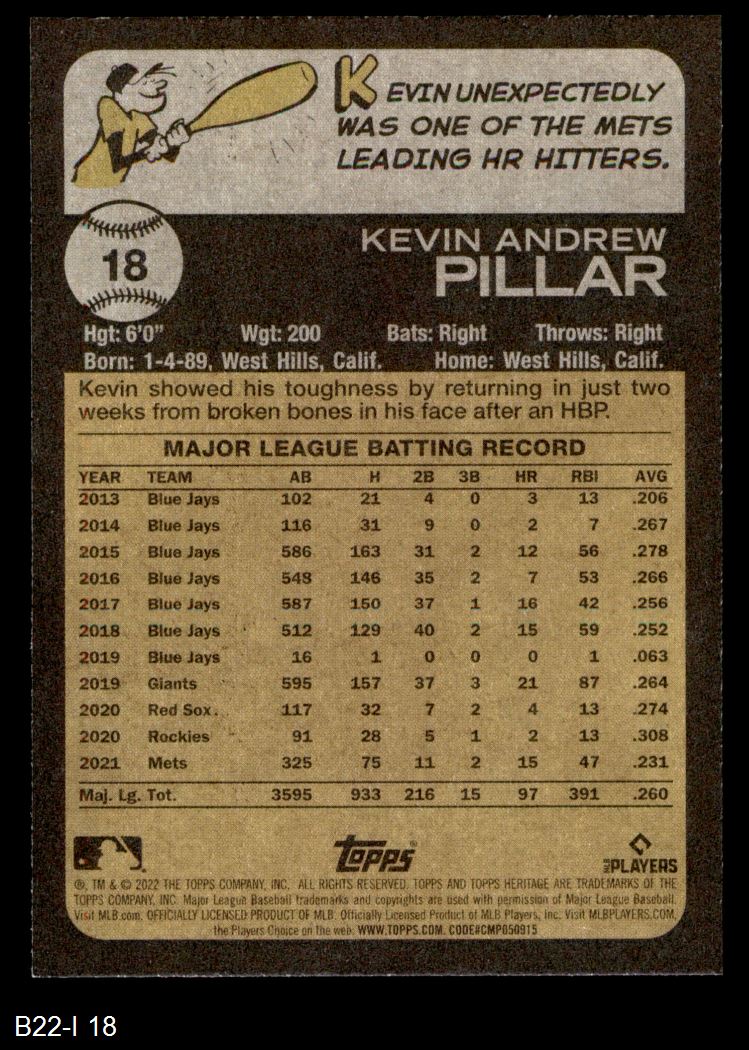 KEVIN UNEXPECTEDLY
WAS ONE OF THE METS
LEADING HR HITTERS.
18
KEVIN ANDREW
PILLAR
Hgt: 6'0" Wgt: 200 Bats: Right Throws: Right
Born: 1-4-89, West Hills, Calif. Home: West Hills, Calif.
Kevin showed his toughness by returning in just two
weeks from broken bones in his face after an HBP.
MAJOR LEAGUE BATTING RECORD
YEAR TEAM AB H 2B 3B HR RBI AVG
2013 Blue Jays 102 21 4 0 3 13 .206
2014 Blue Jays 116 31 9 0 2 7 .267
2015 Blue Jays 586 163 31 2 12 56 .278
2016 Blue Jays 548 146 35 2 7 53 .266
2017 Blue Jays 587 150 37 1 16 42 .256
2018 Blue Jays 512 129 40 2 15 59 .252
2019 Blue Jays 16 1 0 0 0 1 .063
2019 Giants 595 157 37 3 21 87 .264
2020 Red Sox 117 32 7 2 4 13 .274
2020 Rockies 91 28 5 1 2 13 .308
2021 Mets 325 75 11 2 15 47 .231
Maj. Lg. Tot. 3595 933 216 15 97 391 .260
topps®
MLB PLAYERS
®, TM & © 2022 THE TOPPS COMPANY, INC. ALL RIGHTS RESERVED. TOPPS AND TOPPS HERITAGE ARE TRADEMARKS OF THE
TOPPS COMPANY, INC. Major League Baseball trademarks and copyrights are used with permission of Major League Baseball.
Visit MLB.com. OFFICIALLY LICENSED PRODUCT OF MLB. Officially Licensed Product of MLB Players, Inc. Visit MLBPLAYERS.COM,
the Players Choice on the web. WWW.TOPPS.COM. CODE#CMP050915
B22-I 18